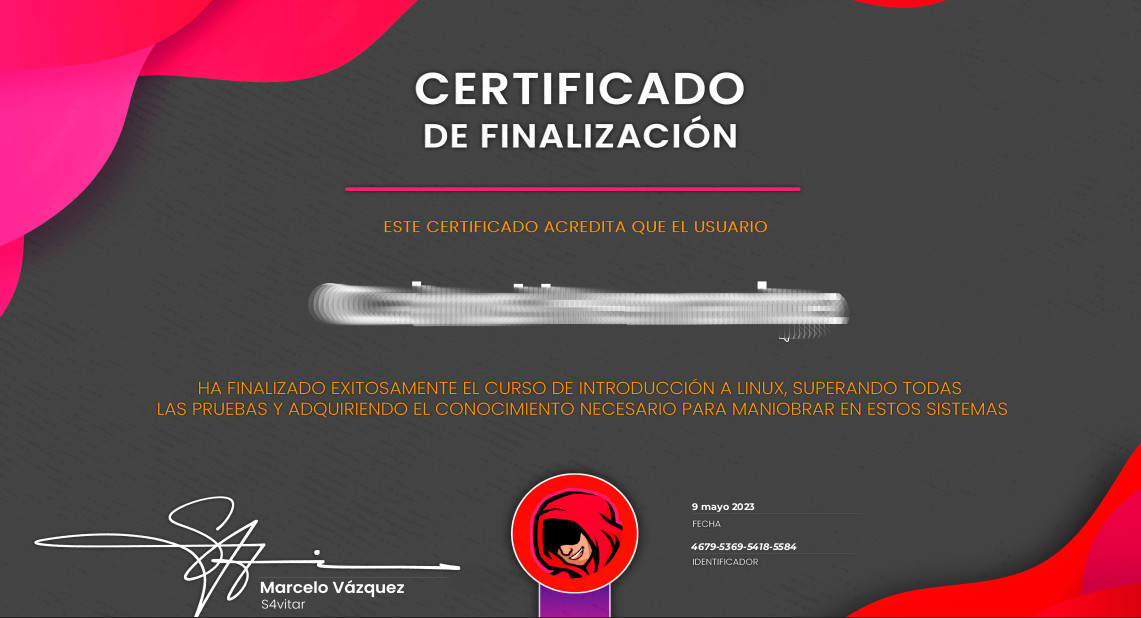 CERTIFICADO
DE FINALIZACIÓN
ESTE CERTIFICADO ACREDITA QUE EL USUARIO
HA FINALIZADO EXITOSAMENTE EL CURSO DE INTRODUCCIÓN A LINUX, SUPERANDO TODAS
LAS PRUEBAS Y ADQUIRIENDO EL CONOCIMIENTO NECESARIO PARA MANIOBRAR EN ESTOS SISTEMAS
Marcelo Vázquez
S4vitar
9 mayo 2023
FECHA
4679-5369-5418-5584
IDENTIFICADOR